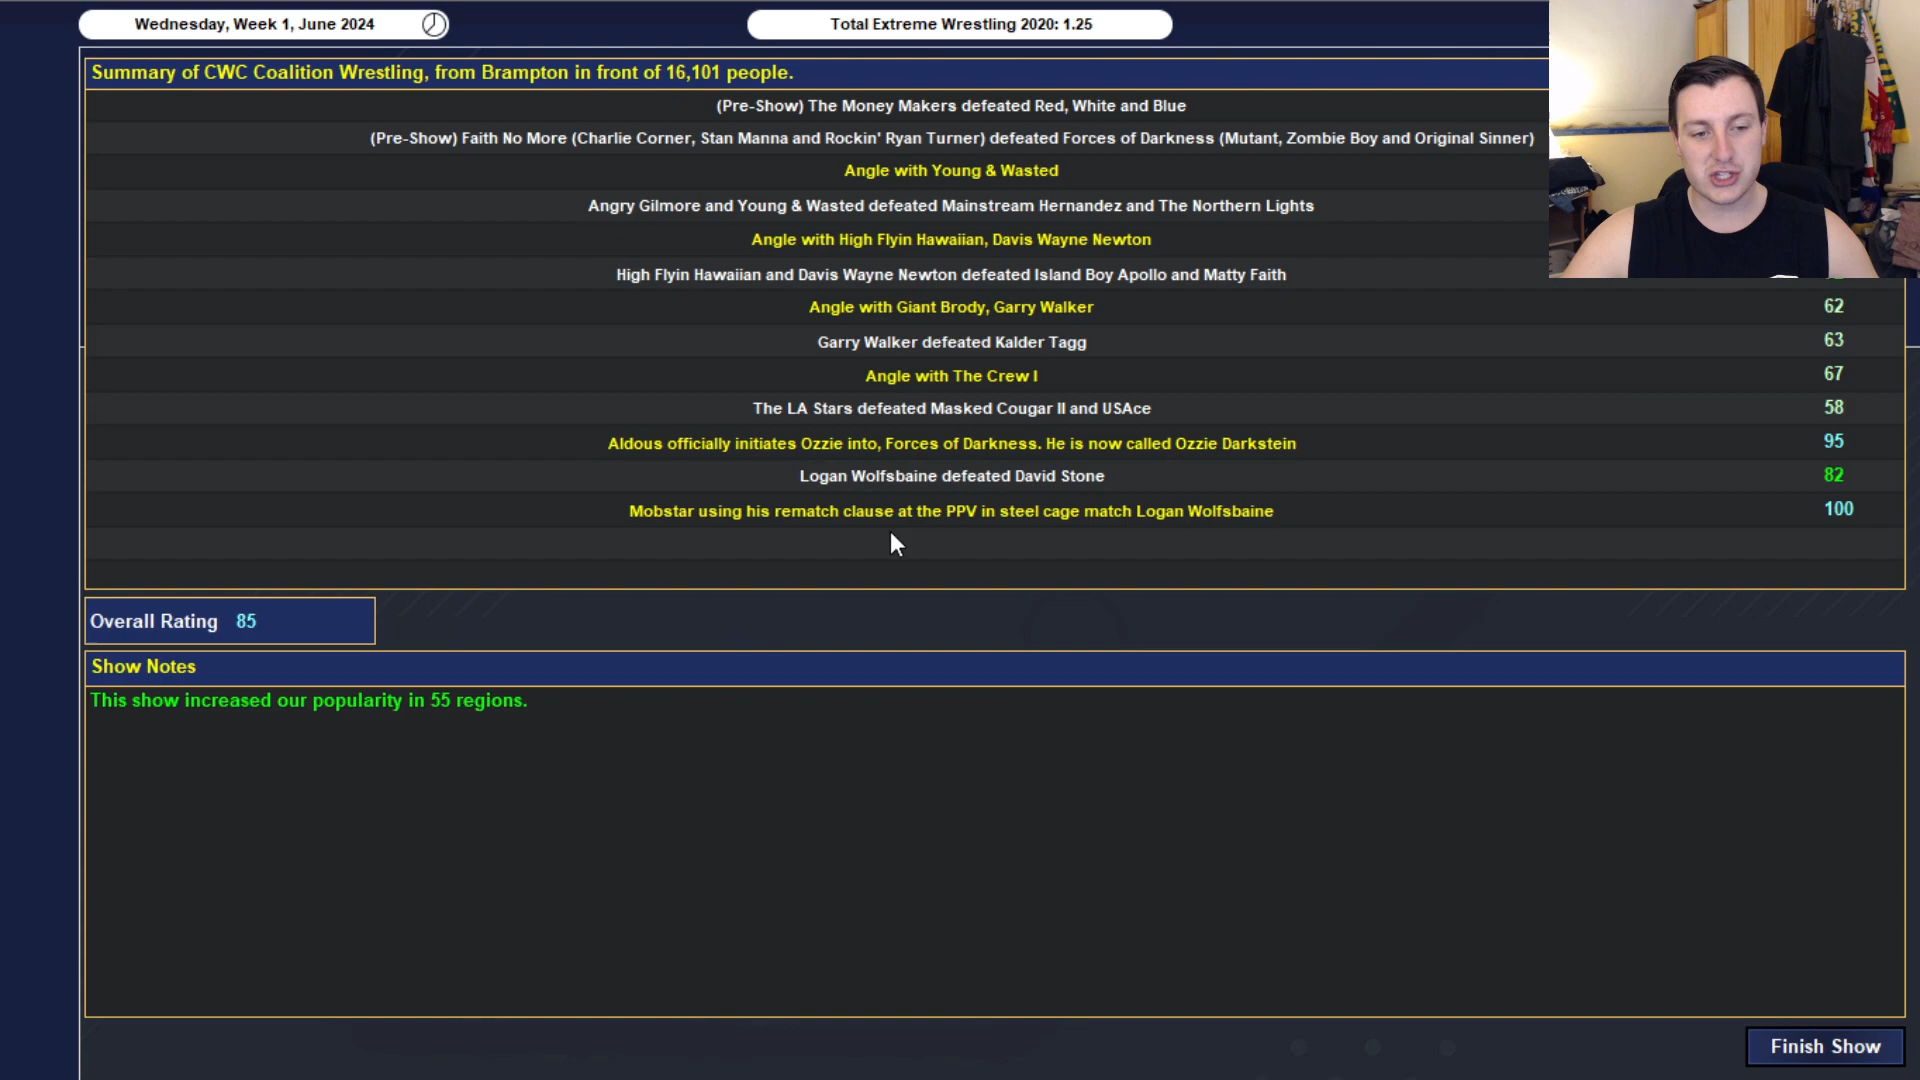 Wednesday, Week 1, June 2024
Total Extreme Wrestling 2020: 1.25
Summary of CWC Coalition Wrestling, from Brampton in front of 16,101 people.
(Pre-Show) The Money Makers defeated Red, White and Blue
(Pre-Show) Faith No More (Charlie Corner, Stan Manna and Rockin' Ryan Turner) defeated Forces of Darkness (Mutant, Zombie Boy and Original Sinner)
Angle with Young & Wasted
Angry Gilmore and Young & Wasted defeated Mainstream Hernandez and The Northern Lights
Angle with High Flyin Hawaiian, Davis Wayne Newton
High Flyin Hawaiian and Davis Wayne Newton defeated Island Boy Apollo and Matty Faith
Angle with Giant Brody, Garry Walker 62
Garry Walker defeated Kalder Tagg 63
Angle with The Crew I 67
The LA Stars defeated Masked Cougar II and USAce 58
Aldous officially initiates Ozzie into, Forces of Darkness. He is now called Ozzie Darkstein 95
Logan Wolfsbaine defeated David Stone 82
Mobstar using his rematch clause at the PPV in steel cage match Logan Wolfsbaine 100
Overall Rating 85
Show Notes
This show increased our popularity in 55 regions.
Finish Show